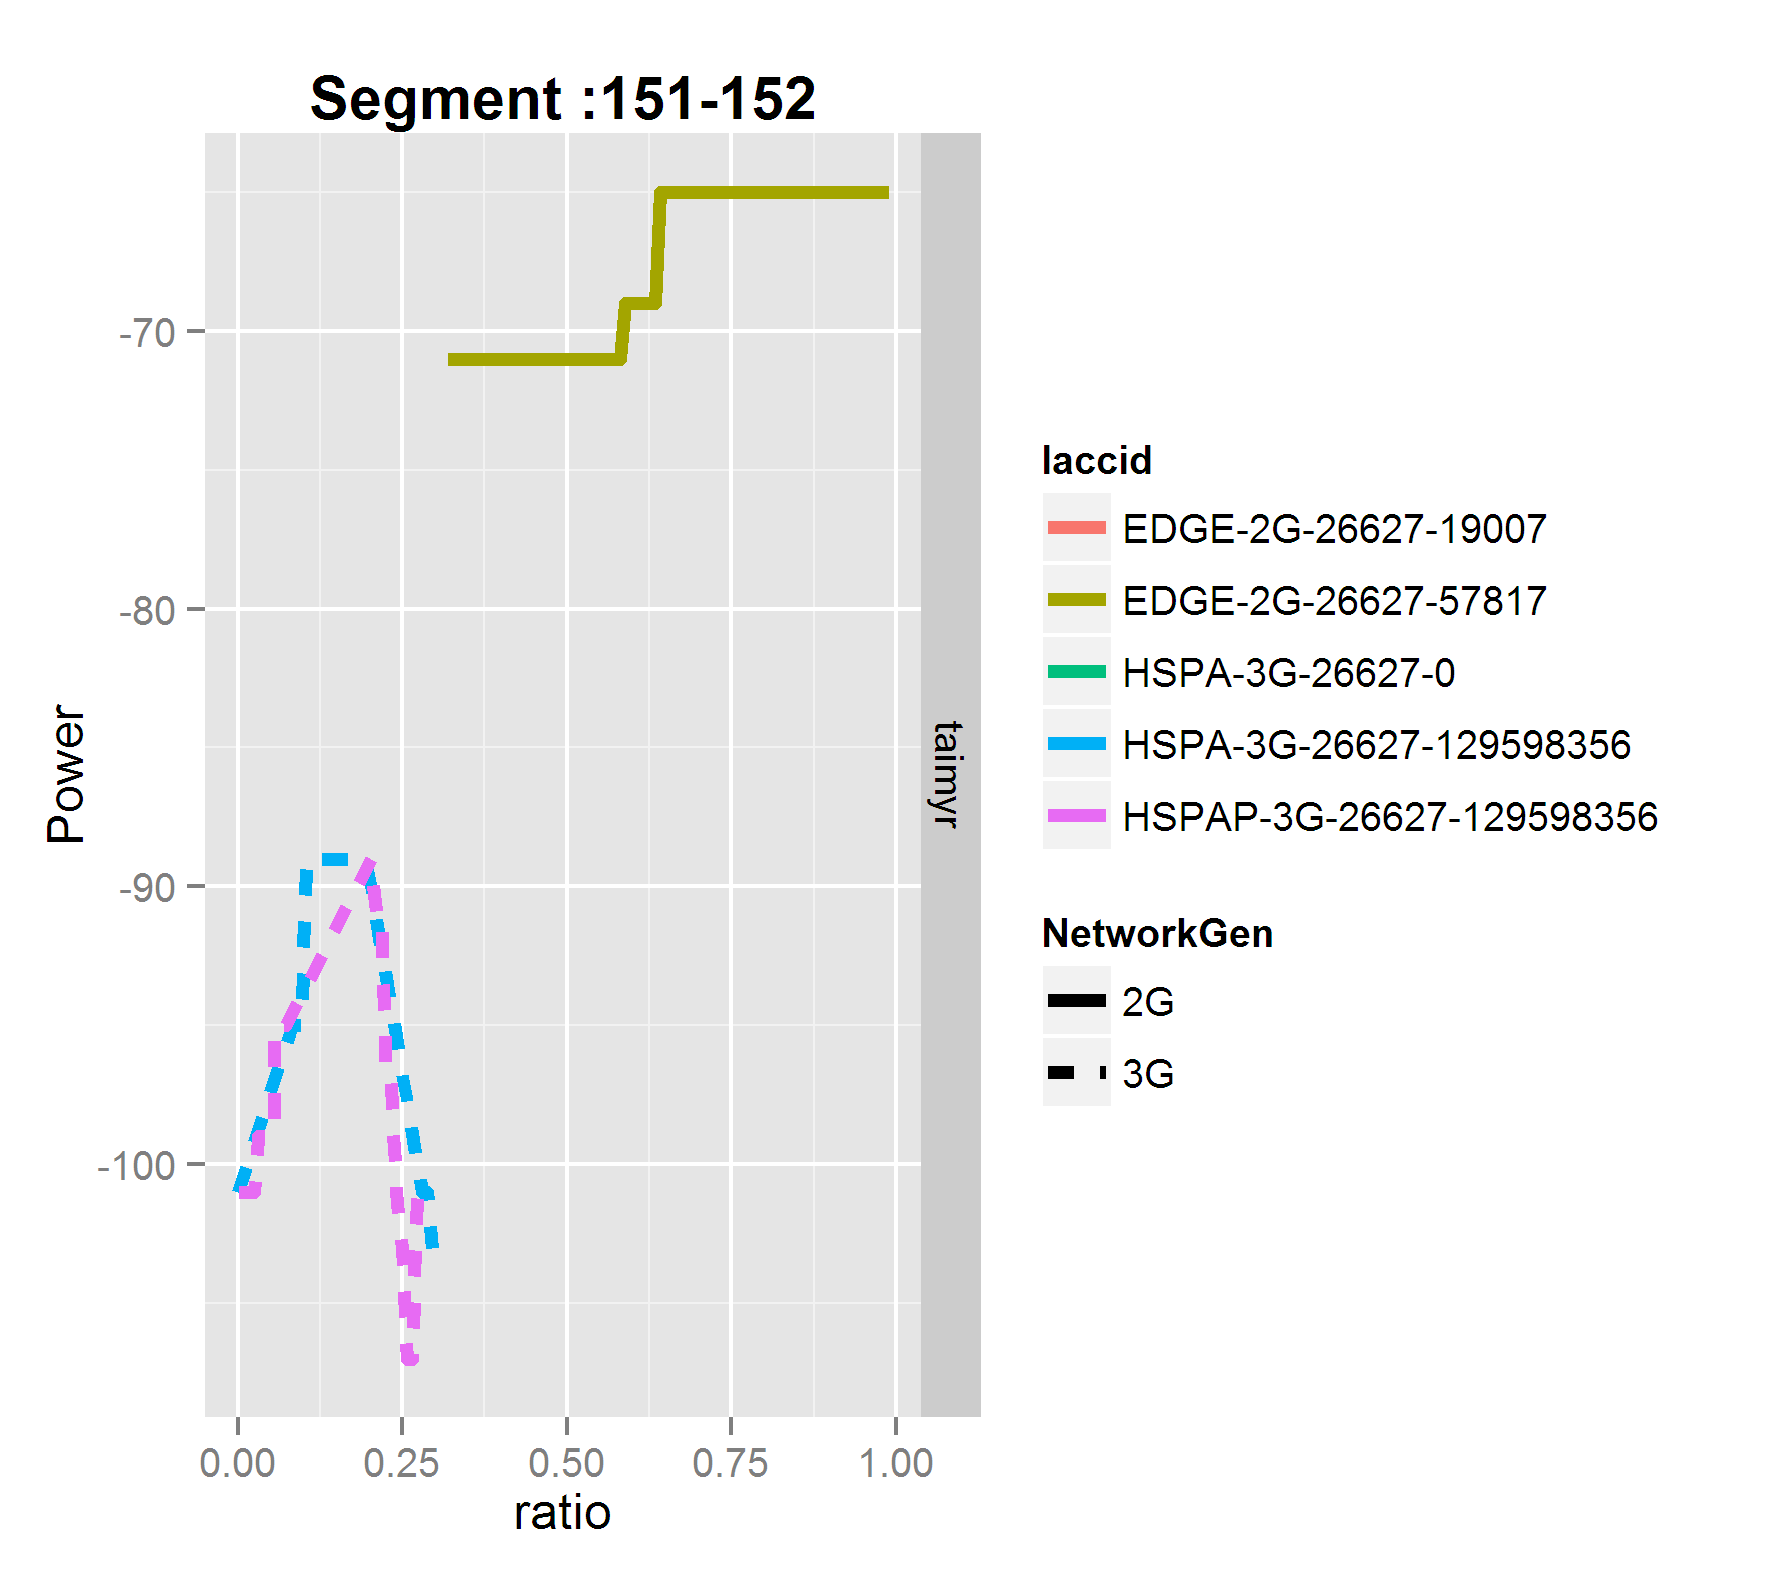 Segment :151-152
-70
-80
-90
-100
Power
0.00 0.25 0.50 0.75 1.00
ratio
taimyr
laccid
EDGE-2G-26627-19007
EDGE-2G-26627-57817
HSPA-3G-26627-0
HSPA-3G-26627-129598356
HSPAP-3G-26627-129598356
NetworkGen
2G
3G